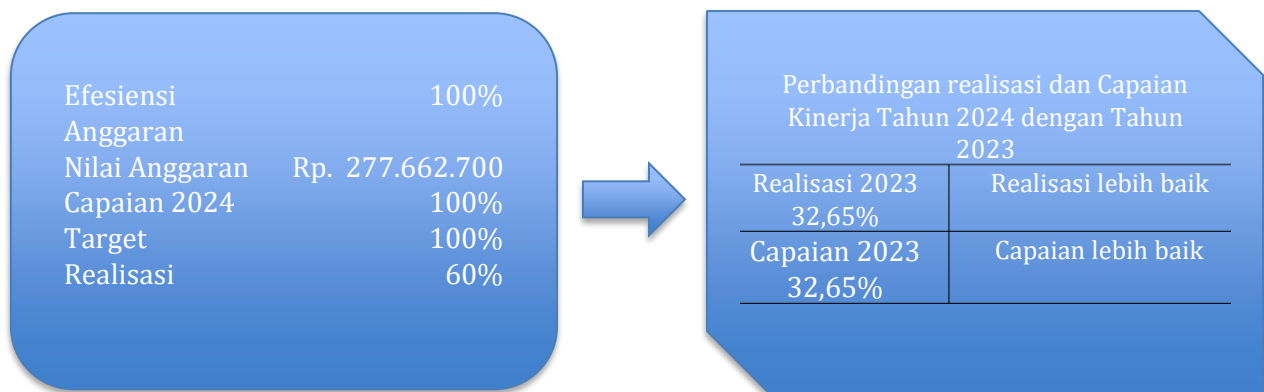 Efesiensi 100%
Anggaran
Nilai Anggaran Rp. 277.662.700
Capaian 2024 100%
Target 100%
Realisasi 60%
Perbandingan realisasi dan Capaian
Kinerja Tahun 2024 dengan Tahun
2023
Realisasi 2023 Realisasi lebih baik
32,65%
Capaian 2023 Capaian lebih baik
32,65%